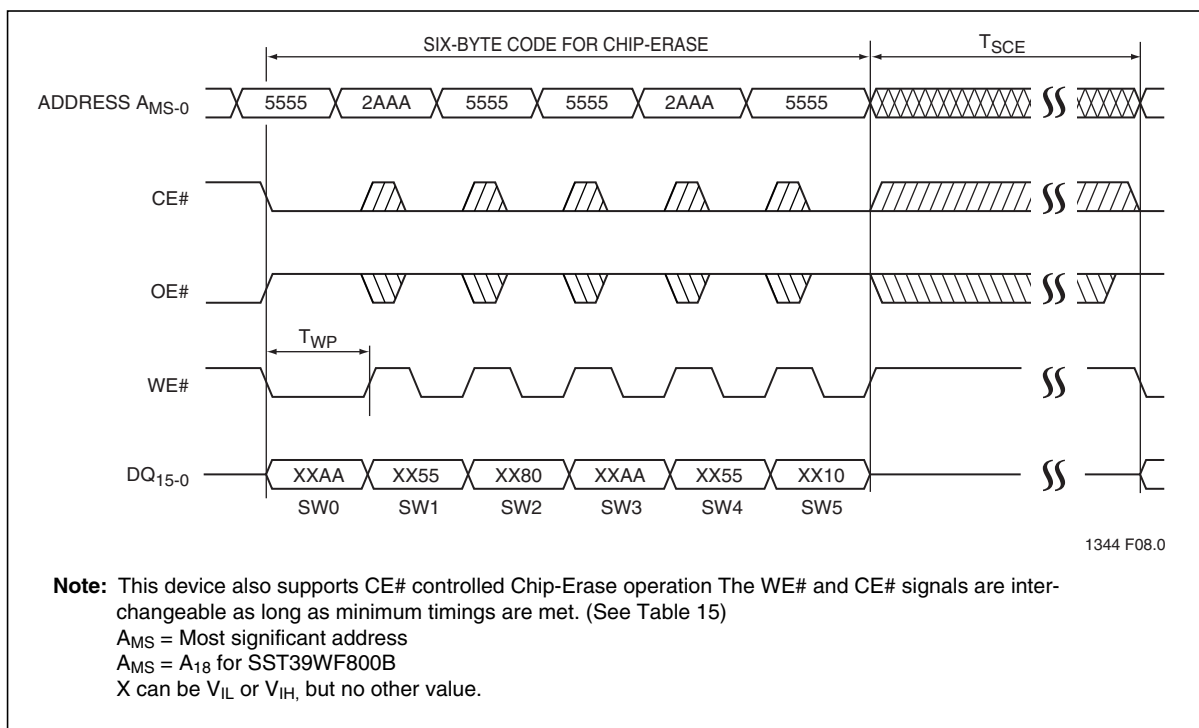 SIX-BYTE CODE FOR CHIP-ERASE TSCE
ADDRESS AMS-0 5555 2AAA 5555 5555 2AAA 5555
CE#
OE#
TWP
WE#
DQ15-0 XXAA XX55 XX80 XXAA XX55 XX10
SW0 SW1 SW2 SW3 SW4 SW5
1344 F08.0
Note: This device also supports CE# controlled Chip-Erase operation The WE# and CE# signals are inter-
changeable as long as minimum timings are met. (See Table 15)
AMS = Most significant address
AMS = A18 for SST39WF800B
X can be VIL or VIH, but no other value.